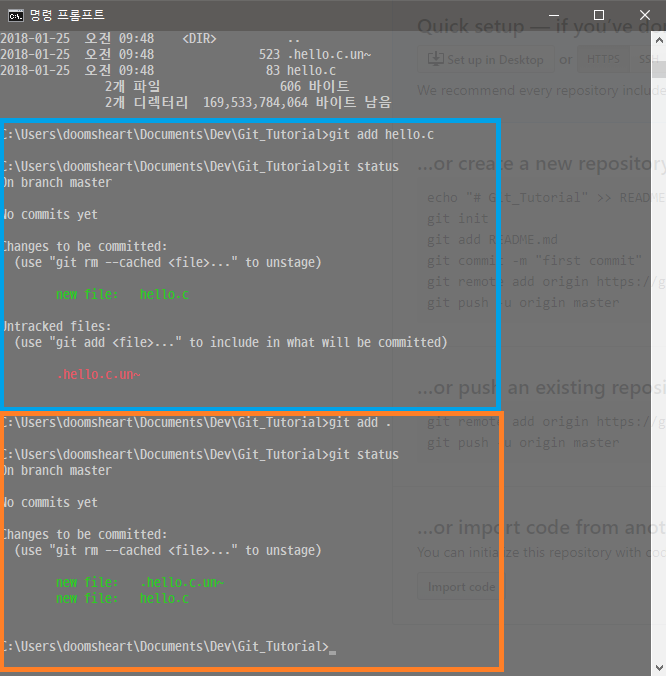 명령 프롬프트
2018-01-25  오전 09:48    <DIR>          ..
2018-01-25  오전 09:48               523 .hello.c.un~
2018-01-25  오전 09:48                83 hello.c
2개 파일                 606 바이트
2개 디렉터리  169,533,784,064 바이트 남음
C:\Users\doomsheart\Documents\Dev\Git_Tutorial>git add hello.c
C:\Users\doomsheart\Documents\Dev\Git_Tutorial>git status
On branch master
No commits yet
Changes to be committed:
(use "git rm --cached <file>..." to unstage)
new file:   hello.c
Untracked files:
(use "git add <file>..." to include in what will be committed)
.hello.c.un~
C:\Users\doomsheart\Documents\Dev\Git_Tutorial>git add .
C:\Users\doomsheart\Documents\Dev\Git_Tutorial>git status
On branch master
No commits yet
Changes to be committed:
(use "git rm --cached <file>..." to unstage)
new file:   .hello.c.un~
new file:   hello.c
C:\Users\doomsheart\Documents\Dev\Git_Tutorial>
Quick setup — if you've
Set up in Desktop or HTTPS SSH
We recommend every repository
...or create a new repository
echo "# Git_Tutorial" >>
git init
git add README.md
git commit -m "first commit"
git remote add origin
git push -u origin master
...or push an existing
git remote add origin
git push -u origin master
...or import code from
You can initialize this repository with
Import code